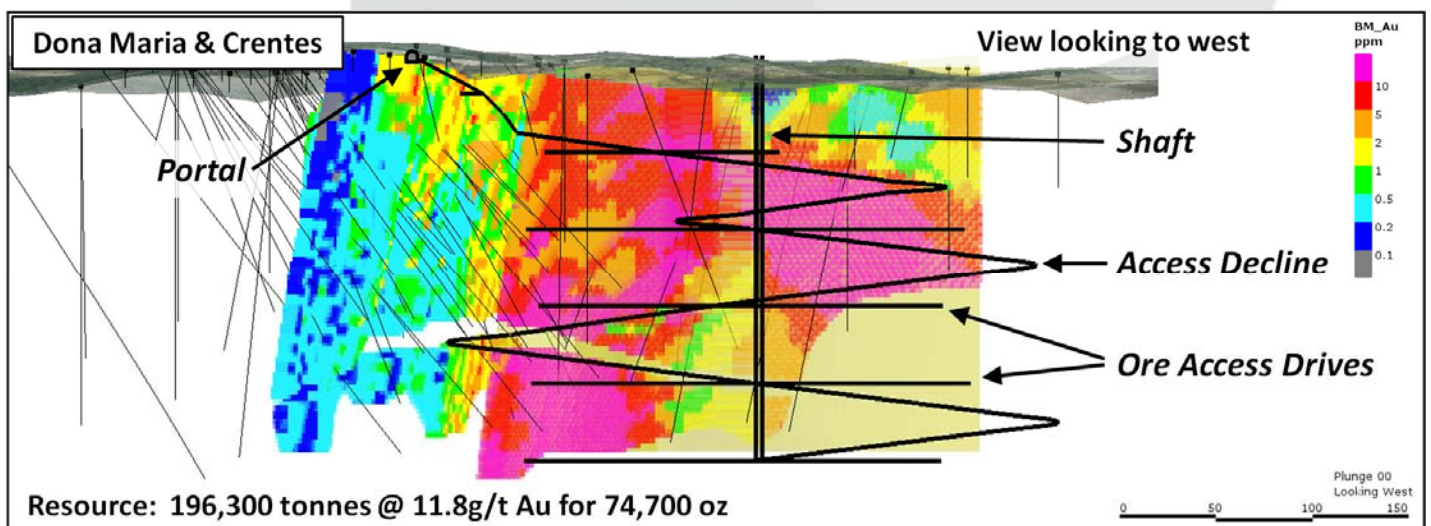 Dona Maria & Crentes
View looking to west
BM_Au
ppm
10
5
2
1
0.5
0.2
0.1
P
Portal
Shaft
Access Decline
Ore Access Drives
Resource: 196,300 tonnes @ 11.8g/t Au for 74,700 oz
Plunge 00
Looking West
0 50 100 150